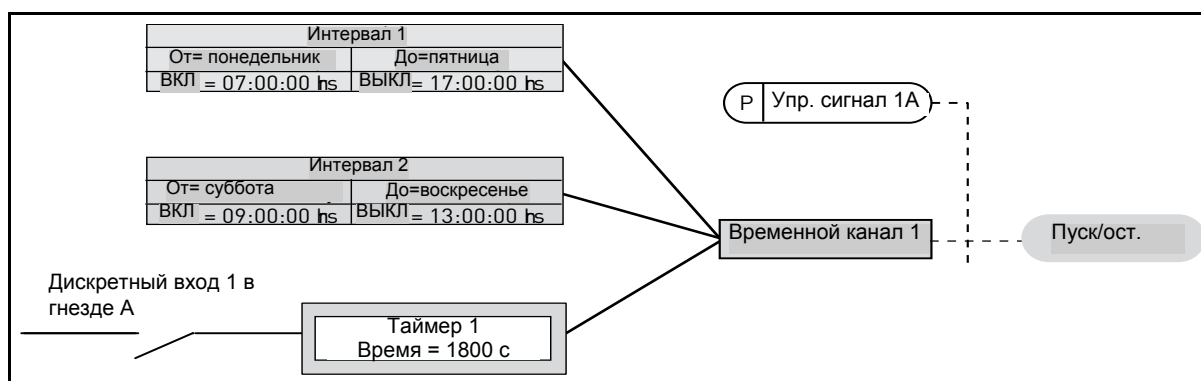 Интервал 1
От= понедельник До=пятница
ВКЛ = 07:00:00 hs ВЫКЛ= 17:00:00 hs
P Упр. сигнал 1А
Интервал 2
От= суббота До=воскресенье
ВКЛ = 09:00:00 hs ВЫКЛ= 13:00:00 hs
Временной канал 1
Пуск/ост.
Дискретный вход 1 в
гнезде А
Таймер 1
Время = 1800 с